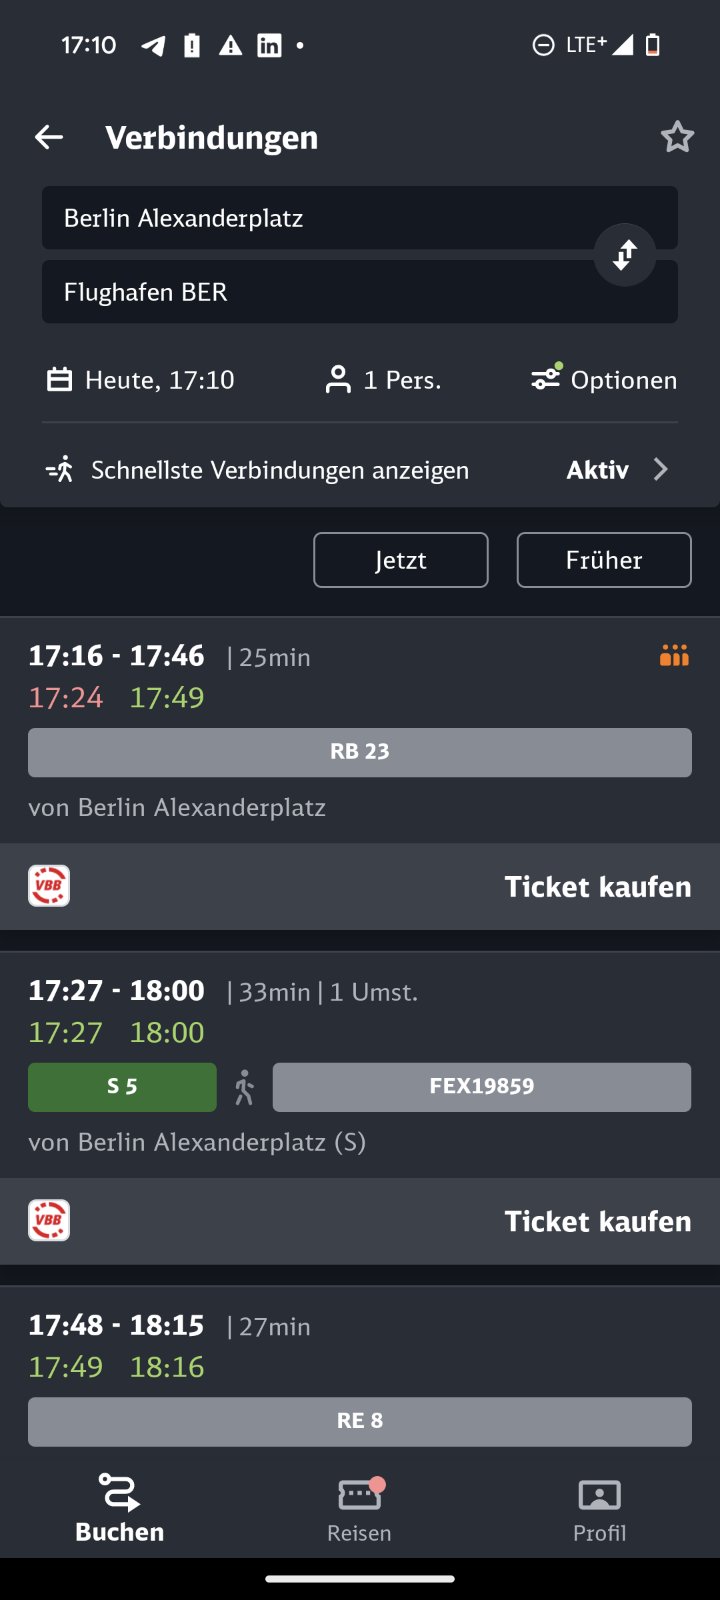 17:10 LTE+
Verbindungen
Berlin Alexanderplatz
Flughafen BER
Heute, 17:10 1 Pers. Optionen
Schnellste Verbindungen anzeigen Aktiv
Jetzt Früher
17:16 - 17:46 | 25min
17:24 17:49
RB 23
von Berlin Alexanderplatz
VBB Ticket kaufen
17:27 - 18:00 | 33min | 1 Umst.
17:27 18:00
S 5 FEX19859
von Berlin Alexanderplatz (S)
VBB Ticket kaufen
17:48 - 18:15 | 27min
17:49 18:16
RE 8
Buchen Reisen Profil